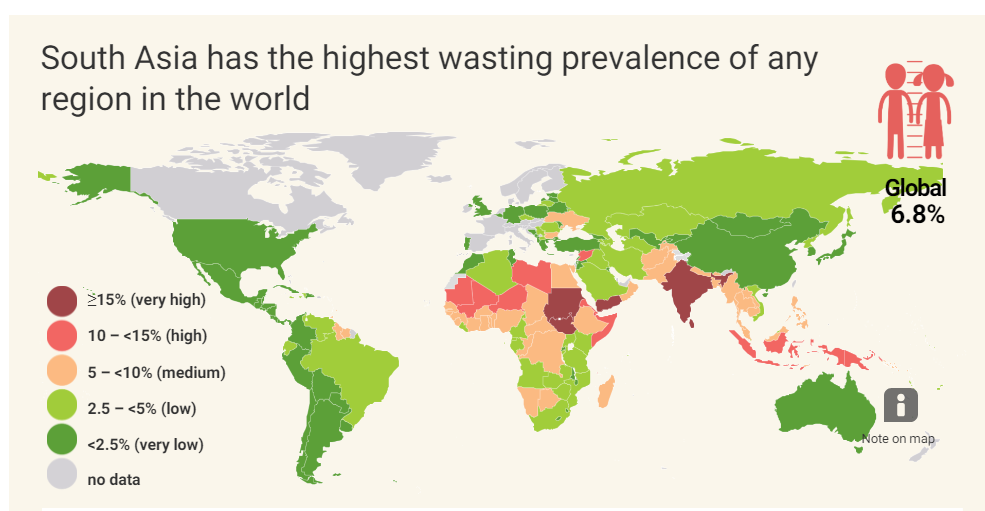 South Asia has the highest wasting prevalence of any
region in the world
Global
6.8%
≥15% (very high)
10 – <15% (high)
5 – <10% (medium)
2.5 – <5% (low)
<2.5% (very low)
no data
Note on map